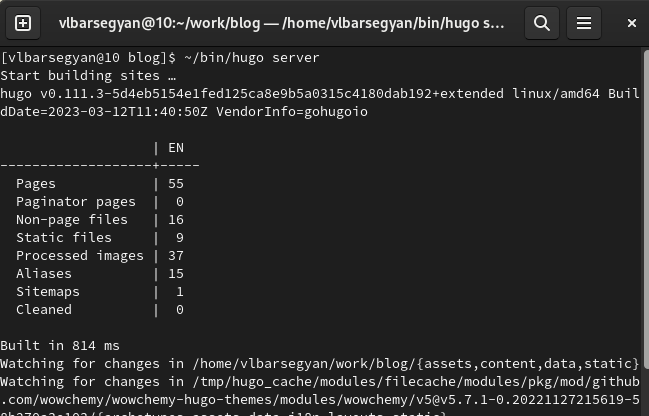 vlbarsegyan@10:~/work/blog — /home/vlbarsegyan/bin/hugo s...
[vlbarsegyan@10 blog]$ ~/bin/hugo server
Start building sites …
hugo v0.111.3-5d4eb5154e1fed125ca8e9b5a0315c4180dab192+extended linux/amd64 Buil
dDate=2023-03-12T11:40:50Z VendorInfo=gohugoio
                   | EN
-------------------+-----
  Pages            | 55
  Paginator pages  |  0
  Non-page files   | 16
  Static files     |  9
  Processed images | 37
  Aliases          | 15
  Sitemaps         |  1
  Cleaned          |  0
Built in 814 ms
Watching for changes in /home/vlbarsegyan/work/blog/{assets,content,data,static}
Watching for changes in /tmp/hugo_cache/modules/filecache/modules/pkg/mod/github
.com/wowchemy/wowchemy-hugo-themes/modules/wowchemy/v5@v5.7.1-0.20221127215619-5